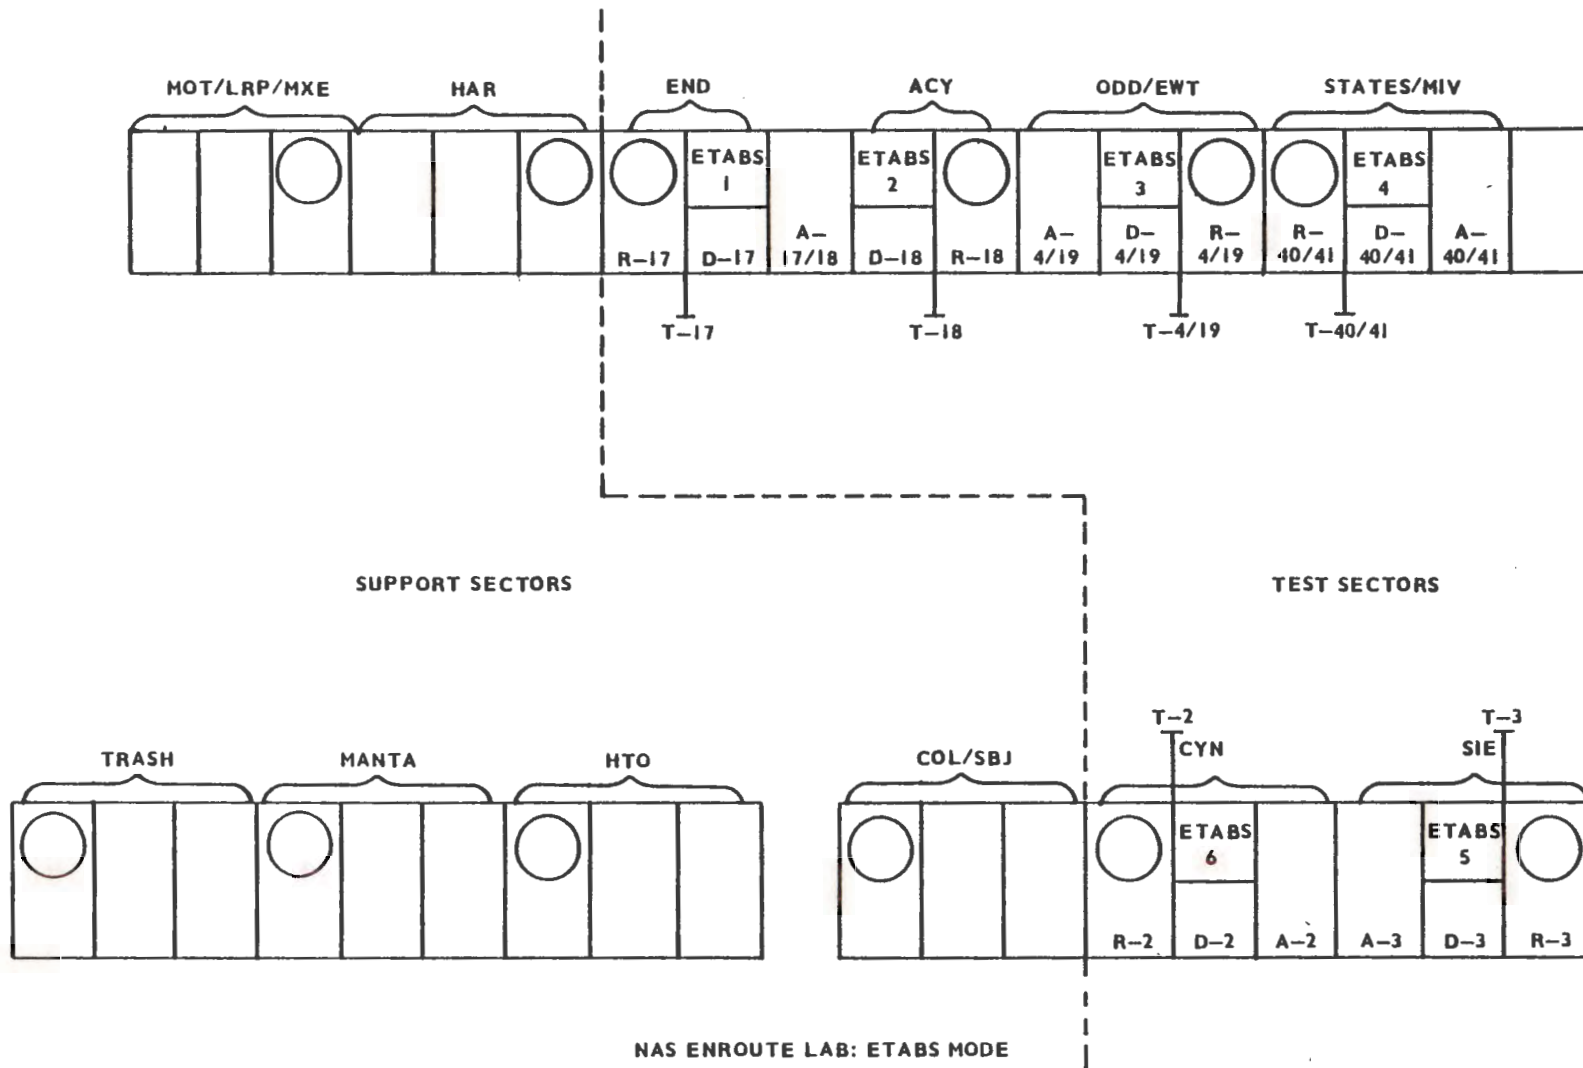 MOT/LRP/MXE HAR END ACY ODD/EWT STATES/MIV
ETABS ETABS ETABS ETABS
1 2 3 4
A- A- D- R- R- D- A-
R-17 D-17 17/18 D-18 R-18 4/19 4/19 4/19 40/41 40/41 40/41
T-17 T-18 T-4/19 T-40/41
SUPPORT SECTORS TEST SECTORS
T-2 T-3
TRASH MANTA HTO COL/SBJ CYN SIE
ETABS ETABS
6 5
R-2 D-2 A-2 A-3 D-3 R-3
NAS ENROUTE LAB: ETABS MODE